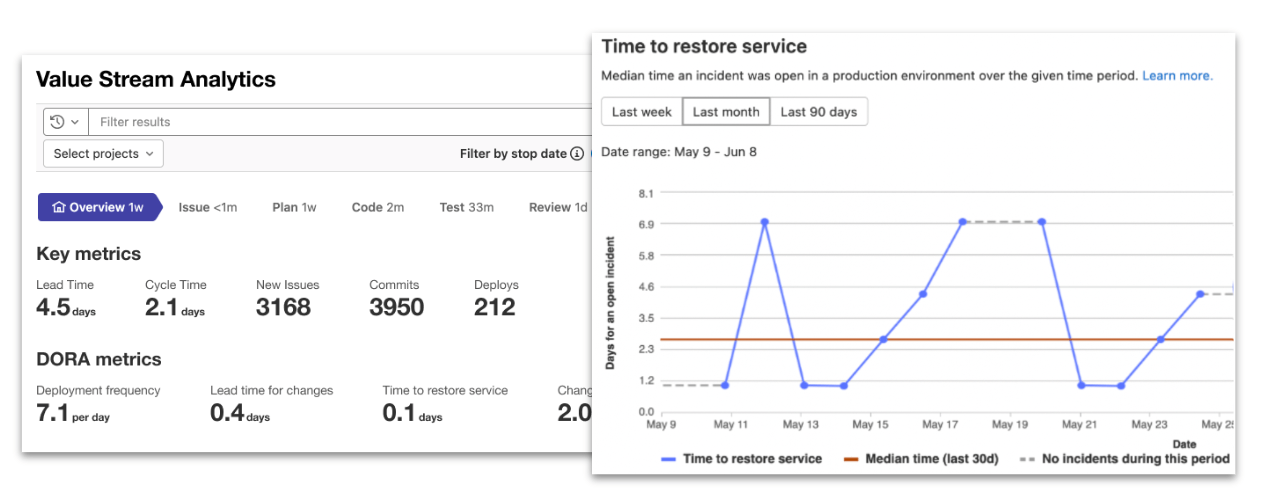 Value Stream Analytics
Filter results
Select projects
Filter by stop date
Overview 1w
Issue <1m
Plan 1w
Code 2m
Test 33m
Review 1d
Key metrics
Lead Time
Cycle Time
New Issues
Commits
Deploys
4.5 days
2.1 days
3168
3950
212
DORA metrics
Deployment frequency
Lead time for changes
Time to restore service
Chang
7.1 per day
0.4 days
0.1 days
2.0
Time to restore service
Median time an incident was open in a production environment over the given time period. Learn more.
Last week
Last month
Last 90 days
Date range: May 9 - Jun 8
Days for an open incident
8.1
6.9
5.8
4.6
3.5
2.3
1.2
0.0
May 9
May 11
May 13
May 15
May 17
May 19
May 21
May 23
May 25
Date
Time to restore service
Median time (last 30d)
No incidents during this period